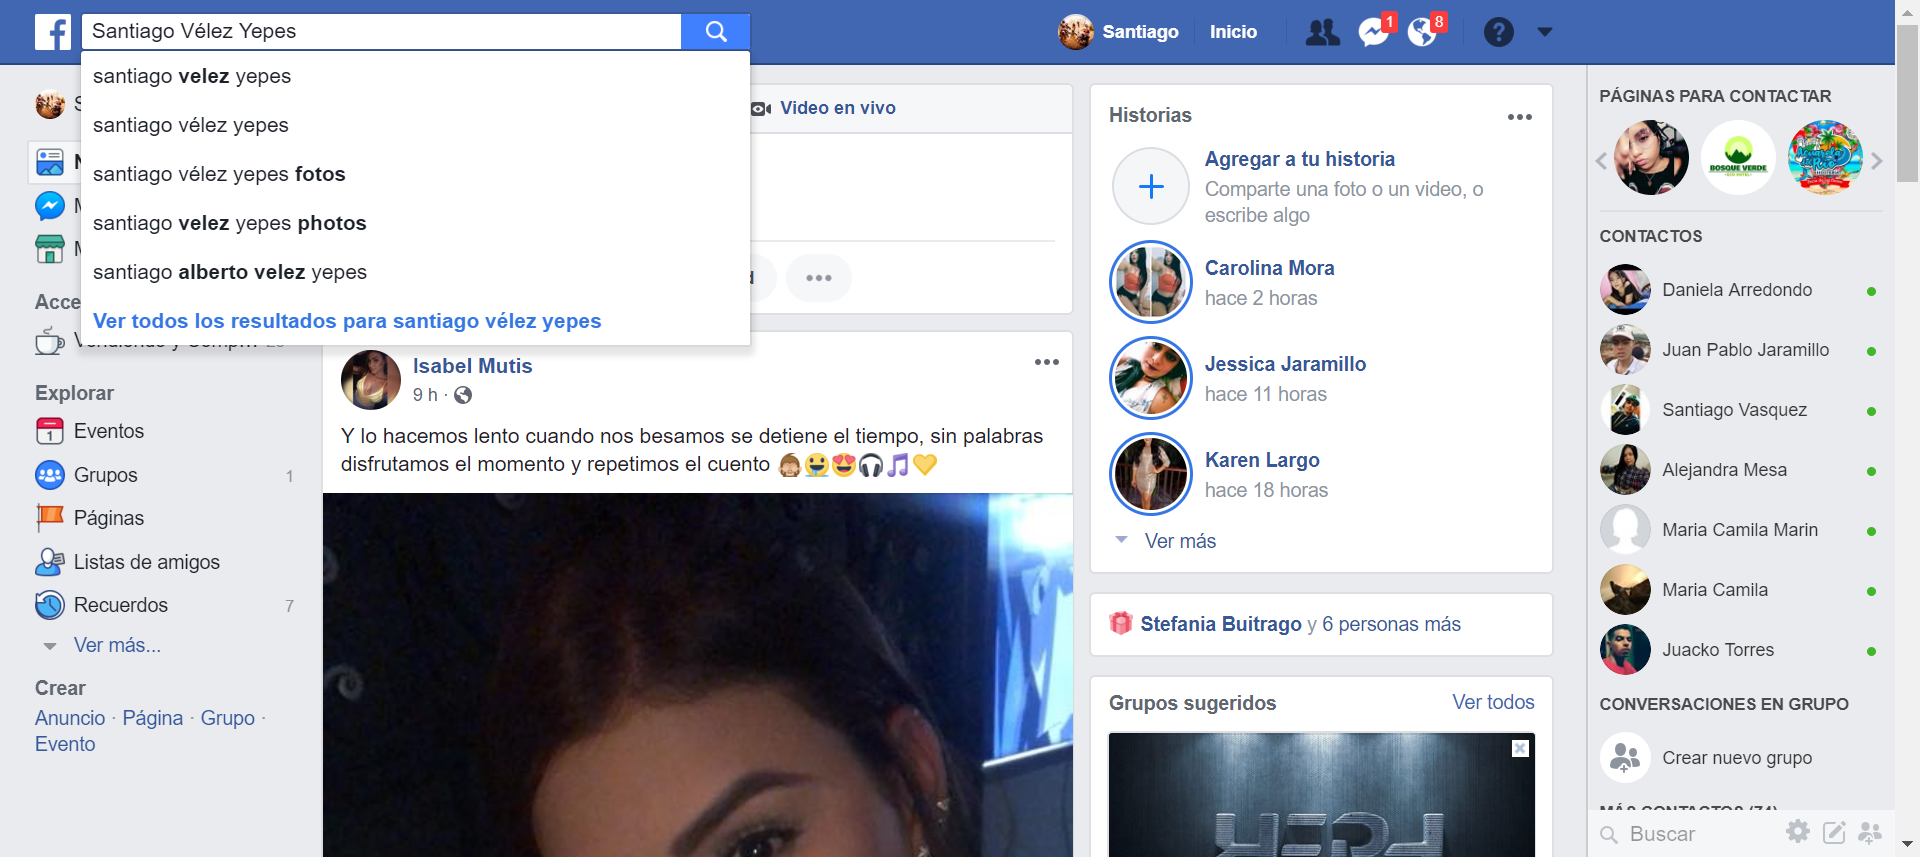 Santiago Vélez Yepes
Santiago
Inicio
1
8
santiago velez yepes
santiago vélez yepes
santiago vélez yepes fotos
santiago velez yepes photos
santiago alberto velez yepes
Ver todos los resultados para santiago vélez yepes
Acce
Explorar
1
Eventos
Grupos
1
Páginas
Listas de amigos
Recuerdos
7
Ver más...
Crear
Anuncio · Página · Grupo ·
Evento
Video en vivo
Isabel Mutis
9 h ·
Y lo hacemos lento cuando nos besamos se detiene el tiempo, sin palabras
disfrutamos el momento y repetimos el cuento 
Historias
Agregar a tu historia
Comparte una foto o un video, o
escribe algo
Carolina Mora
hace 2 horas
Jessica Jaramillo
hace 11 horas
Karen Largo
hace 18 horas
Ver más
Stefania Buitrago y 6 personas más
Grupos sugeridos
Ver todos
PÁGINAS PARA CONTACTAR
BOSQUE VERDE
CONTACTOS
Daniela Arredondo
Juan Pablo Jaramillo
Santiago Vasquez
Alejandra Mesa
Maria Camila Marin
Maria Camila
Juacko Torres
CONVERSACIONES EN GRUPO
Crear nuevo grupo
MÁS CONTACTOS (74)
Buscar